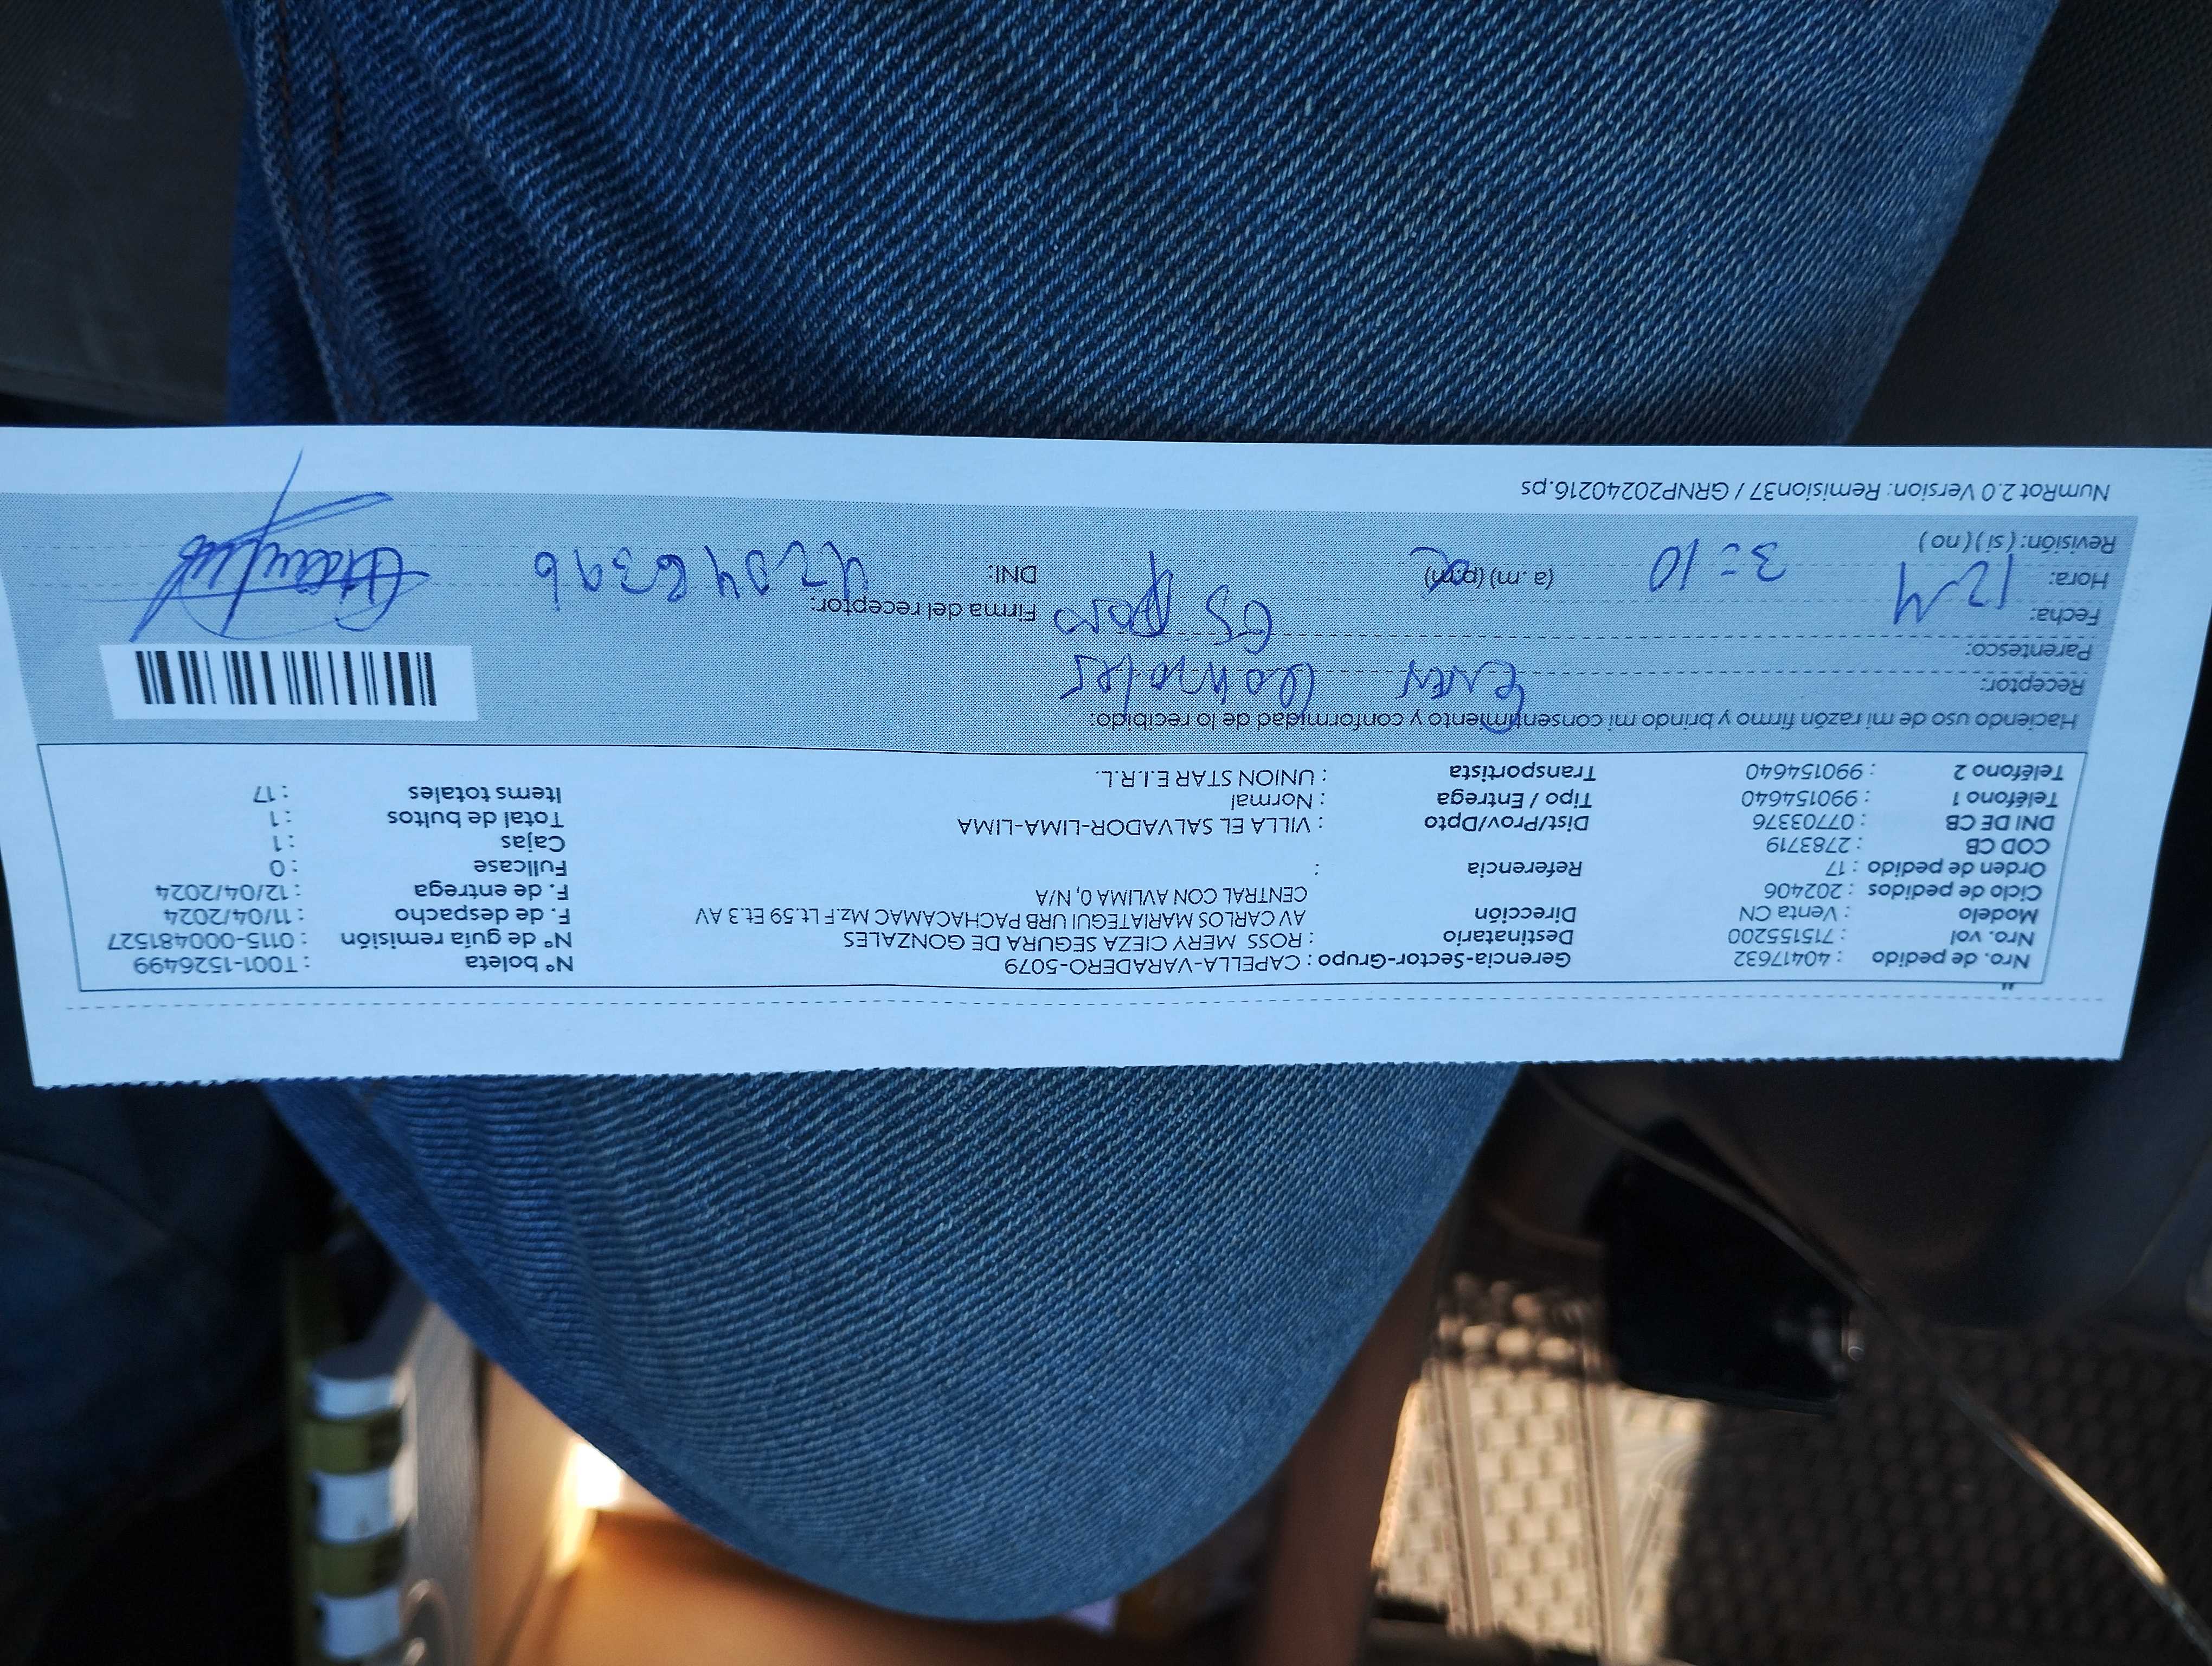 Nro. de pedido : 40417632 Gerencia-Sector-Grupo : CAPELLA-VARADERO-5079 N° boleta : T001-1526499
Nro. vol : 715155200 Destinatario : ROSS MERY CIEZA SEGURA DE GONZALES N° de guía remisión : 0115-000481527
Modelo : Venta CN Dirección AV CARLOS MARIATEGUI URB PACHACAMAC Mz.F Lt.59 Et.3 AV F. de despacho : 11/04/2024
Ciclo de pedidos : 202406 CENTRAL CON AVLIMA 0, N/A F. de entrega : 12/04/2024
Orden de pedido : 17 Referencia : Fullcase : 0
COD CB : 2783719 Cajas : 1
DNI DE CB : 07703376 Dist/Prov/Dpto : VILLA EL SALVADOR-LIMA-LIMA Total de bultos : 1
Teléfono 1 : 990154640 Tipo / Entrega : Normal Items totales : 17
Teléfono 2 : 990154640 Transportista : UNION STAR E.I.R.L.
Haciendo uso de mi razón firmo y brindo mi consentimiento y conformidad de lo recibido:
Receptor: Gonzales
Parentesco: Esposo
Fecha: 12 4 Firma del receptor:
Hora: 3:10 (a.m) (p.m) DNI: 42048396
Revisión: (si) (no)
NumRot 2.0 Version: Remision37 / GRNP20240216.ps